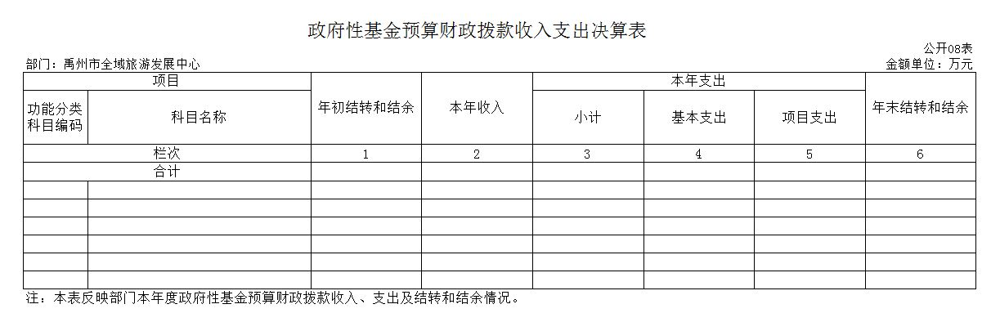 政府性基金预算财政拨款收入支出决算表
公开08表
部门：禹州市全域旅游发展中心 金额单位：万元
项目 年初结转和结余 本年收入 本年支出 年末结转和结余
功能分类
科目编码 科目名称 小计 基本支出 项目支出
栏次 1 2 3 4 5 6
合计
注：本表反映部门本年度政府性基金预算财政拨款收入、支出及结转和结余情况。